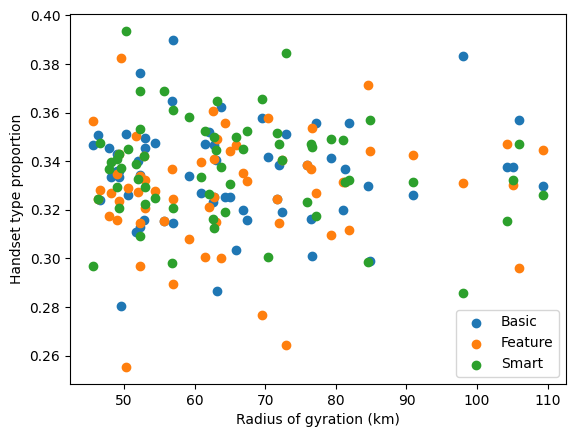 0.40
0.38
0.36
0.34
0.32
0.30
0.28
0.26
Handset type proportion
50 60 70 80 90 100 110
Radius of gyration (km)
Basic
Feature
Smart